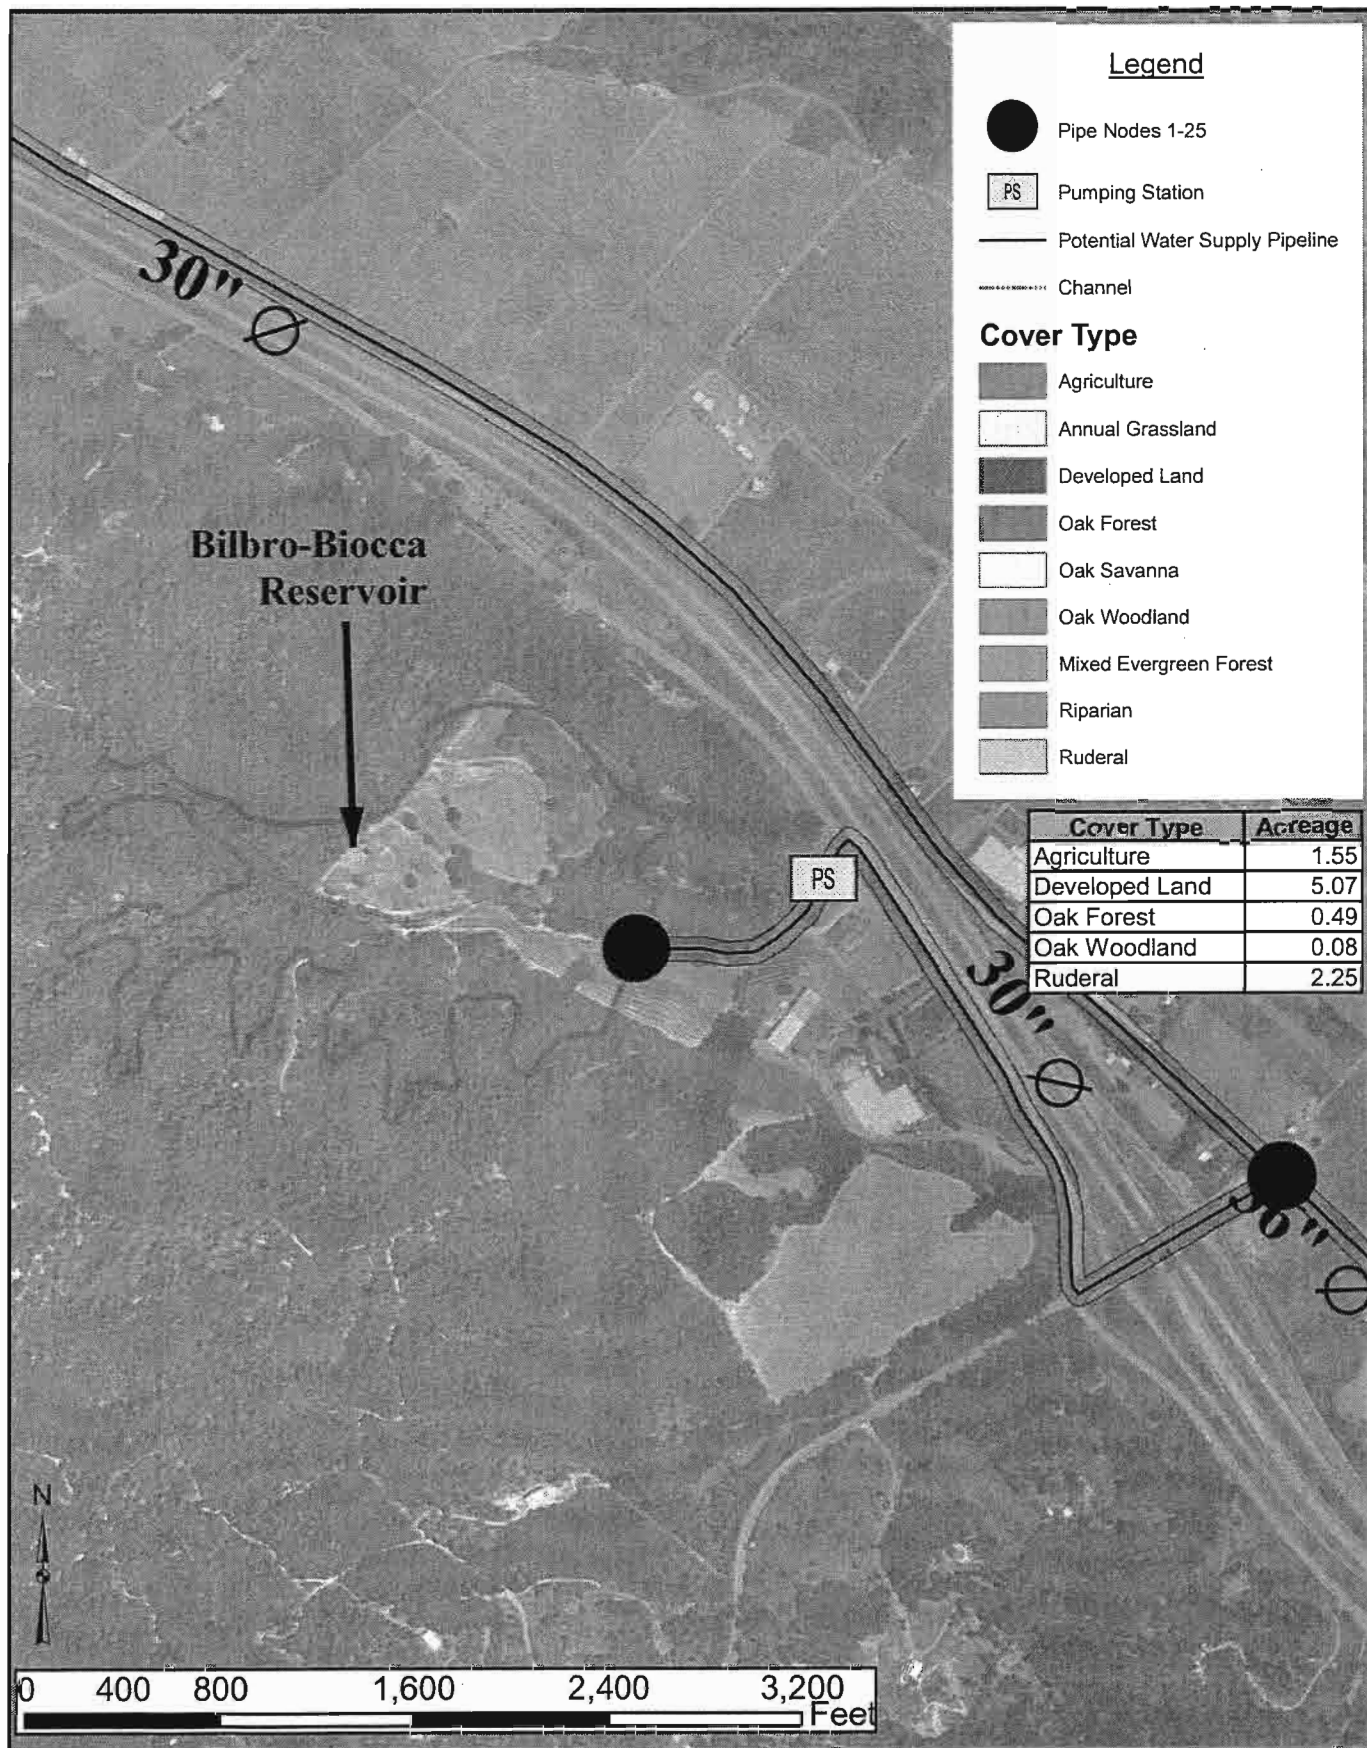 Legend
Pipe Nodes 1-25
PS Pumping Station
Potential Water Supply Pipeline
Channel
Cover Type
Agriculture
Annual Grassland
Developed Land
Oak Forest
Oak Savanna
Oak Woodland
Mixed Evergreen Forest
Riparian
Ruderal
30"
Bilbro-Biocca
Reservoir
Cover Type Acreage
Agriculture 1.55
Developed Land 5.07
Oak Forest 0.49
Oak Woodland 0.08
Ruderal 2.25
PS
30"
36"
N
0 400 800 1,600 2,400 3,200
Feet